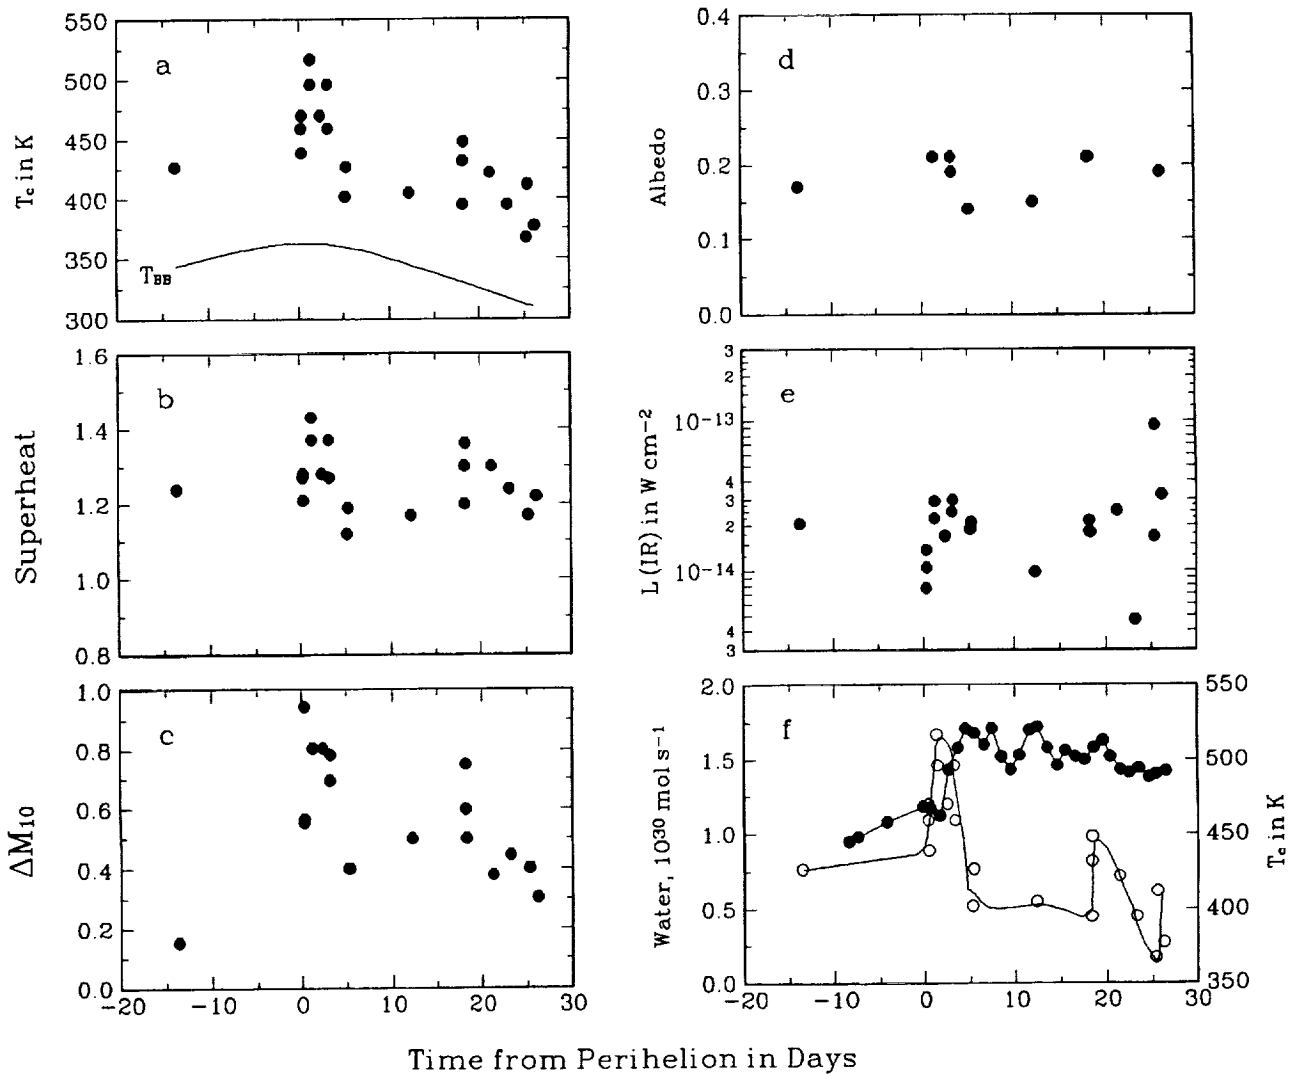 a
T_c in K
550
500
450
400
350
300
T_BB
b
Superheat
1.6
1.4
1.2
1.0
0.8
c
ΔM₁₀
1.0
0.8
0.6
0.4
0.2
0.0
-20 -10 0 10 20 30
d
Albedo
0.4
0.3
0.2
0.1
0.0
e
L(IR) in W cm⁻²
3
2
10⁻¹³
4
3
2
10⁻¹⁴
4
3
f
Water, 10³⁰ mol s⁻¹
2.0
1.5
1.0
0.5
0.0
550
500
450
400
350
T_c in K
-20 -10 0 10 20 30
Time from Perihelion in Days